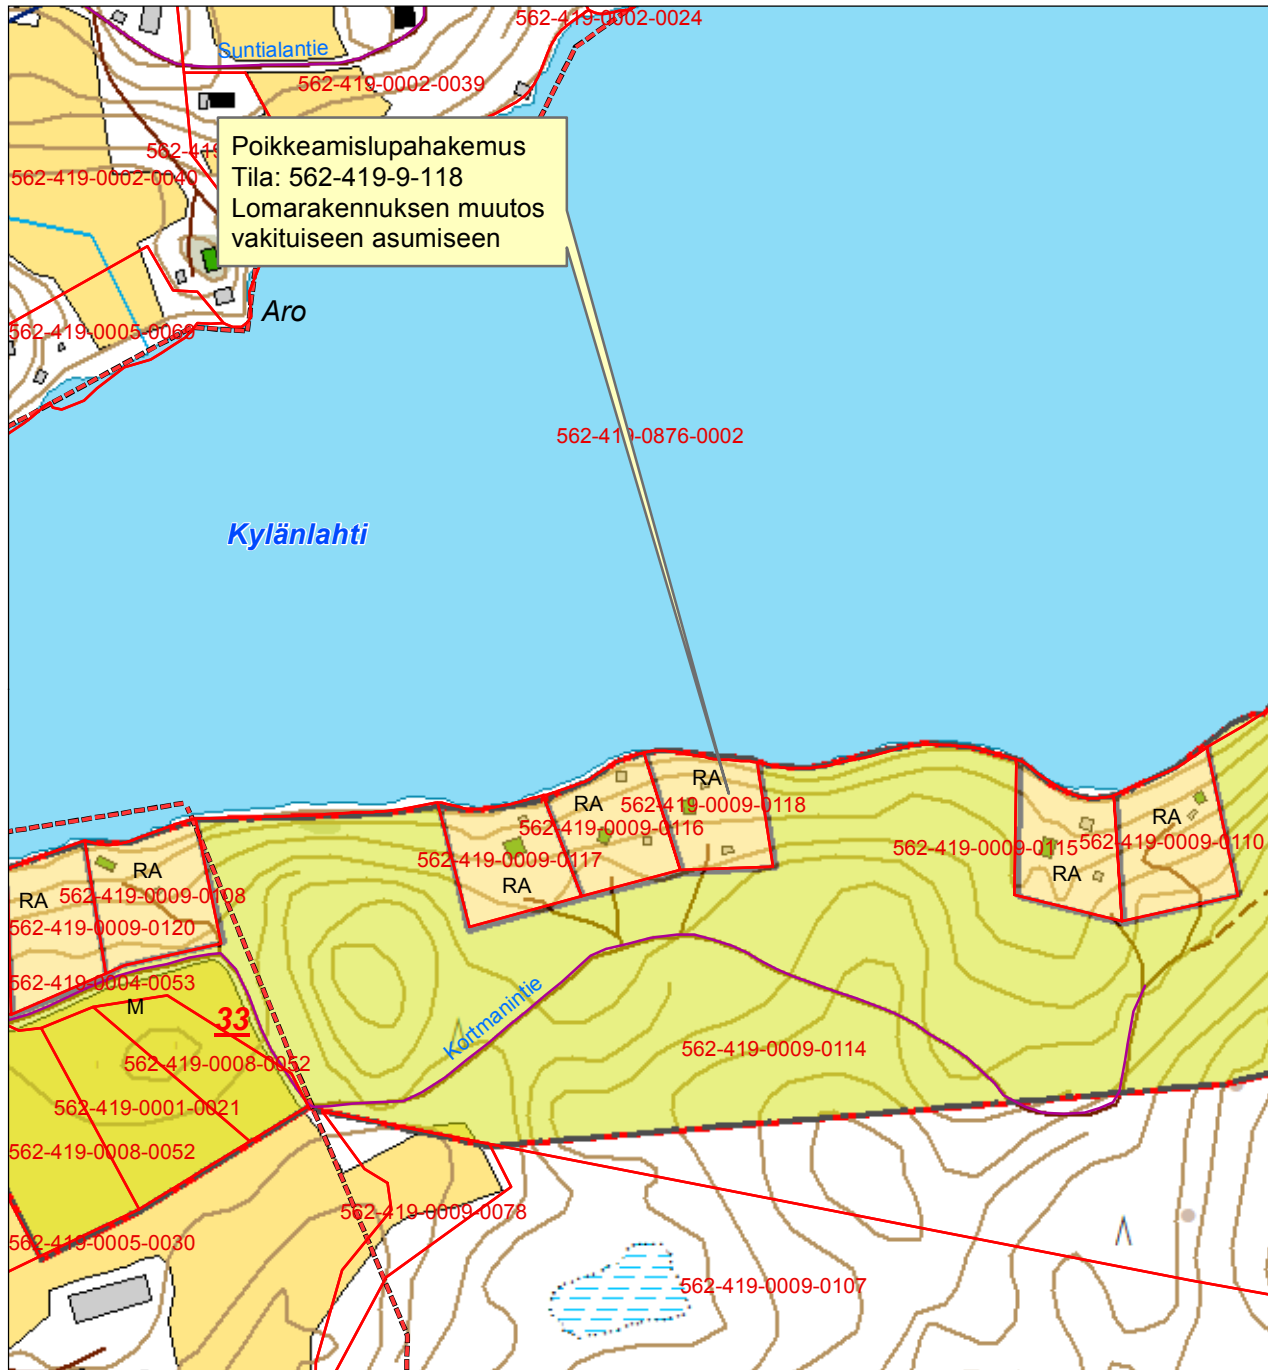 562-419-0002-0024
Suntialantie
562-419-0002-0039
562-419
562-419-0002-0040
Poikkeamislupahakemus
Tila: 562-419-9-118
Lomarakennuksen muutos
vakituiseen asumiseen
Aro
562-419-0005-0069
562-419-0876-0002
Kylänlahti
RA
562-419-0009-0118
RA
562-419-0009-0116
RA
562-419-0009-0110
562-419-0009-0115
RA
562-419-0009-0117
RA
RA
562-419-0009-0108
RA
562-419-0009-0120
562-419-0004-0053
M
33
Kortmanintie
562-419-0009-0114
562-419-0008-0052
562-419-0001-0021
562-419-0008-0052
562-419-0009-0078
562-419-0005-0030
562-419-0009-0107